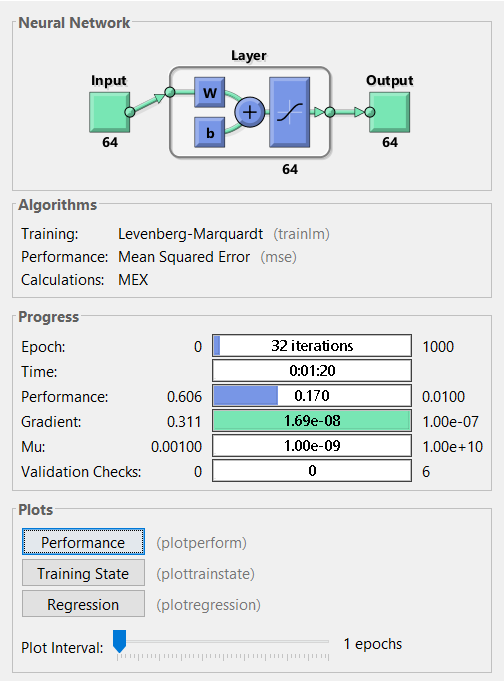 Neural Network
Layer
Input
Output
W
b
+
64
64
64
Algorithms
Training: Levenberg-Marquardt (trainlm)
Performance: Mean Squared Error (mse)
Calculations: MEX
Progress
Epoch: 0 32 iterations 1000
Time: 0:01:20
Performance: 0.606 0.170 0.0100
Gradient: 0.311 1.69e-08 1.00e-07
Mu: 0.00100 1.00e-09 1.00e+10
Validation Checks: 0 0 6
Plots
Performance (plotperform)
Training State (plottrainstate)
Regression (plotregression)
Plot Interval: 1 epochs